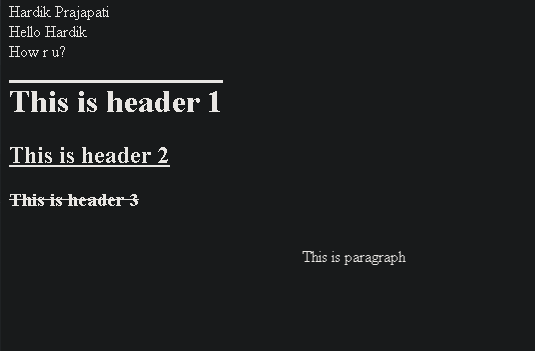 Hardik Prajapati
Hello Hardik
How r u?
This is header 1
This is header 2
This is header 3
This is paragraph